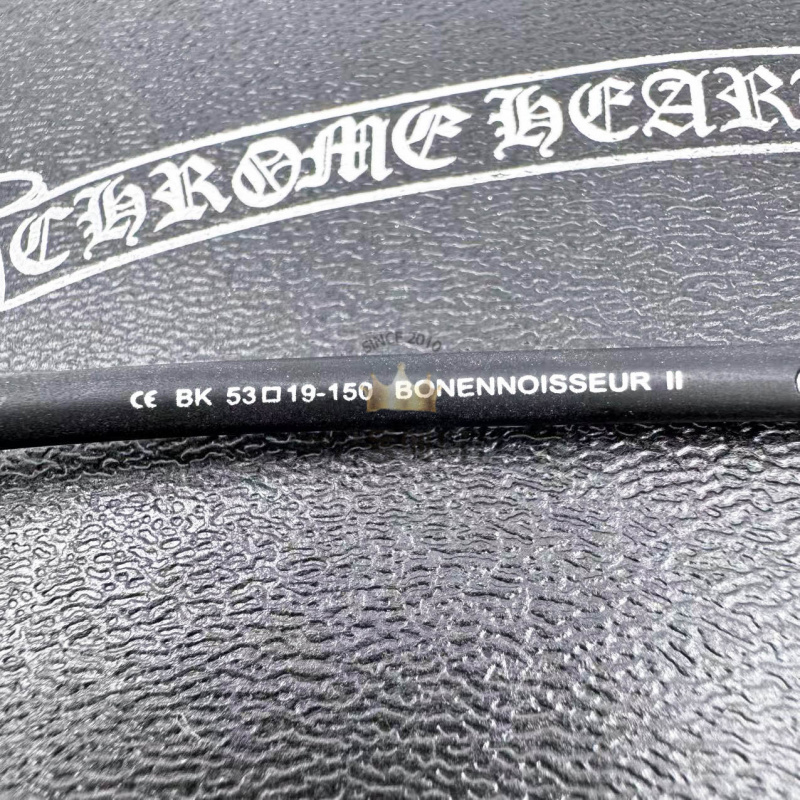 CHROME HEAR
SINCE 2010
CE BK 53□19-150 BONENNOISSEUR II